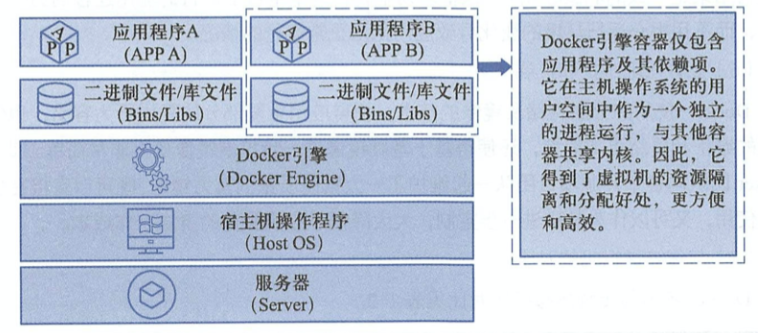 应用程序A
(APP A)
应用程序B
(APP B)
二进制文件/库文件
(Bins/Libs)
二进制文件/库文件
(Bins/Libs)
Docker引擎
(Docker Engine)
宿主机操作程序
(Host OS)
服务器
(Server)
Docker引擎容器仅包含
应用程序及其依赖项。
它在主机操作系统的用
户空间中作为一个独立
的进程运行，与其他容
器共享内核。因此，它
得到了虚拟机的资源隔
离和分配好处，更方便
和高效。
A
P
P
A
P
P